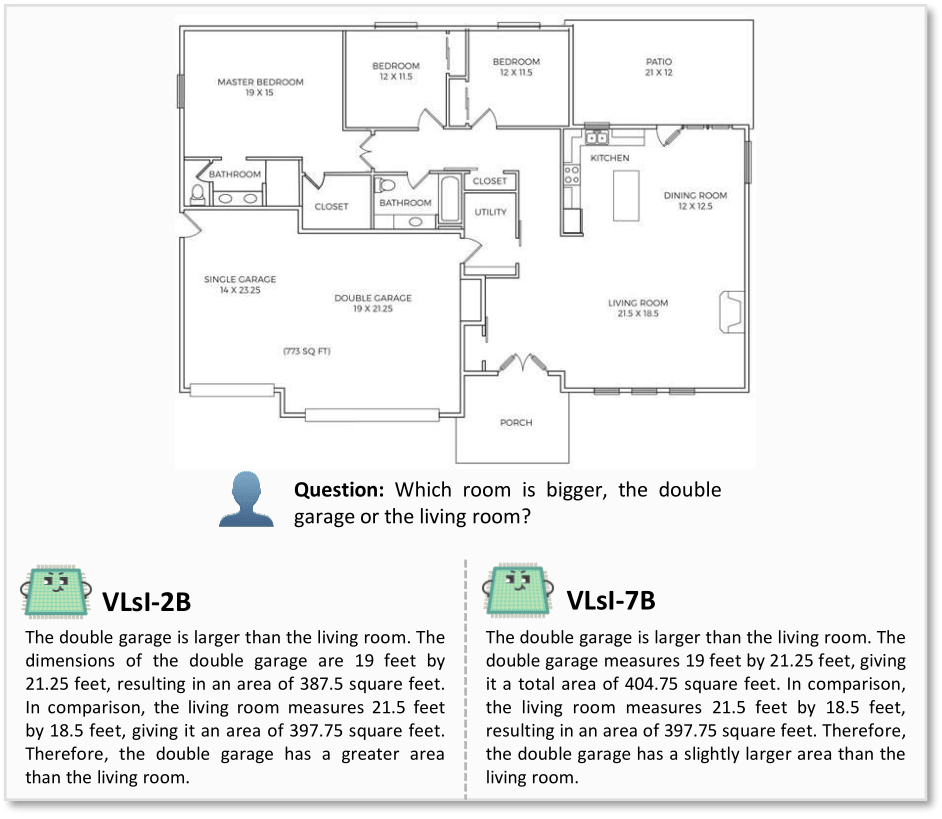 MASTER BEDROOM
19 X 15
BEDROOM
12 X 11.5
BEDROOM
12 X 11.5
PATIO
21 X 12
BATHROOM
CLOSET
BATHROOM
CLOSET
UTILITY
KITCHEN
DINING ROOM
12 X 12.5
SINGLE GARAGE
14 X 23.25
DOUBLE GARAGE
19 X 21.25
(773 SQ FT)
LIVING ROOM
21.5 X 18.5
PORCH
Question: Which room is bigger, the double
garage or the living room?
VLsI-2B
The double garage is larger than the living room. The
dimensions of the double garage are 19 feet by
21.25 feet, resulting in an area of 387.5 square feet.
In comparison, the living room measures 21.5 feet
by 18.5 feet, giving it an area of 397.75 square feet.
Therefore, the double garage has a greater area
than the living room.
VLsI-7B
The double garage is larger than the living room. The
double garage measures 19 feet by 21.25 feet, giving
it a total area of 404.75 square feet. In comparison,
the living room measures 21.5 feet by 18.5 feet,
resulting in an area of 397.75 square feet. Therefore,
the double garage has a slightly larger area than the
living room.